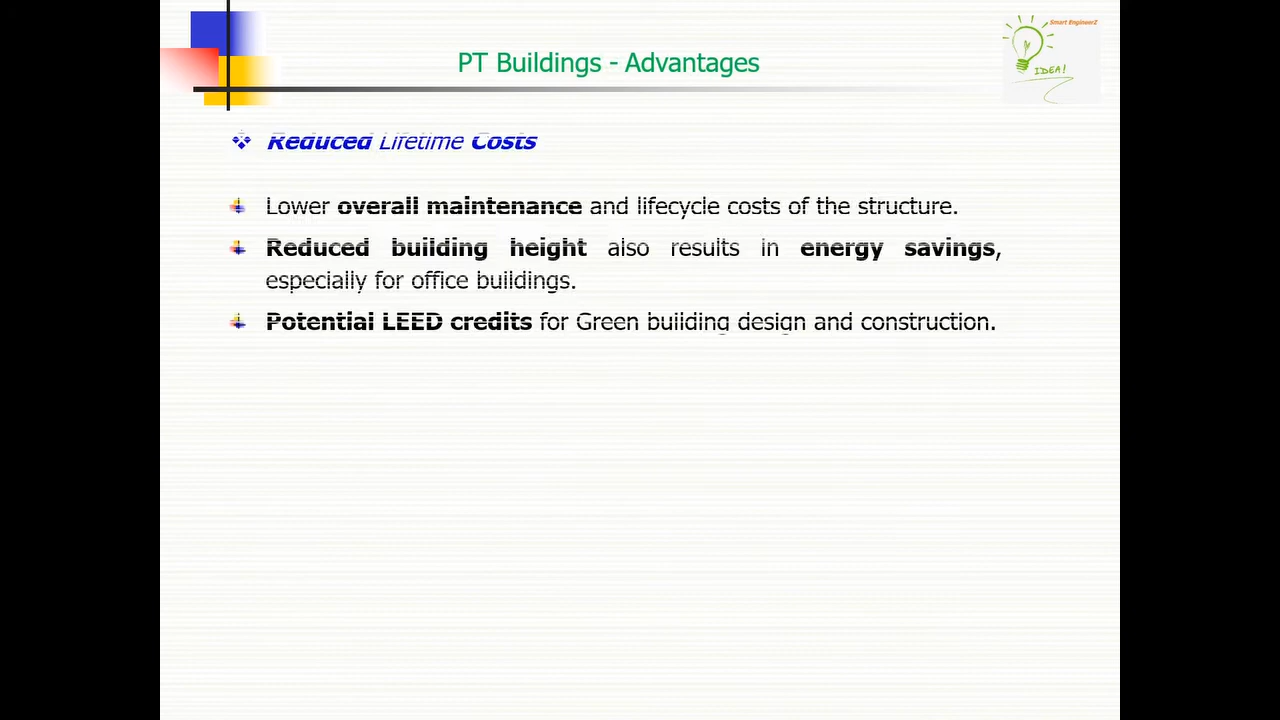 Smart EngineerZ
PT Buildings - Advantages
IDEA!
Reduced Lifetime Costs
Lower overall maintenance and lifecycle costs of the structure.
Reduced building height also results in energy savings,
especially for office buildings.
Potential LEED credits for Green building design and construction.